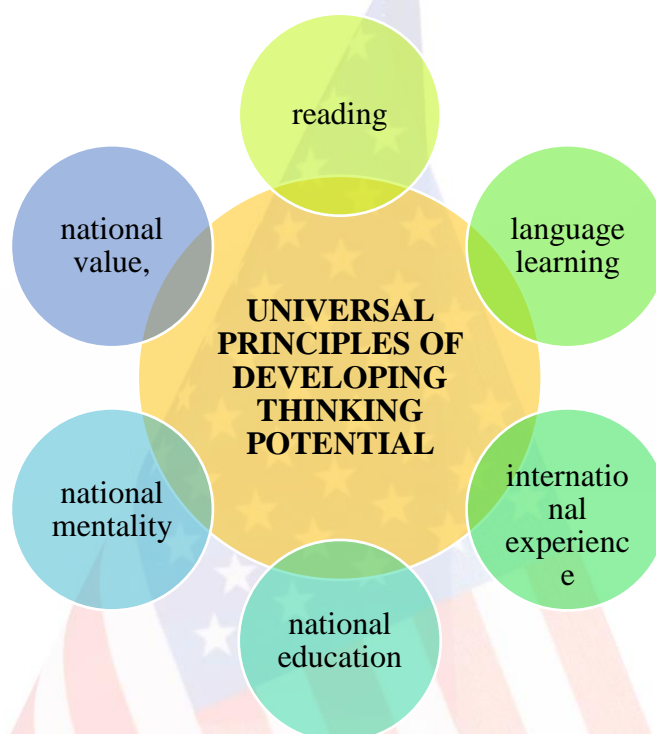 reading
language
learning
internatio
nal
experienc
e
national
education
national
mentality
national
value,
UNIVERSAL
PRINCIPLES OF
DEVELOPING
THINKING
POTENTIAL